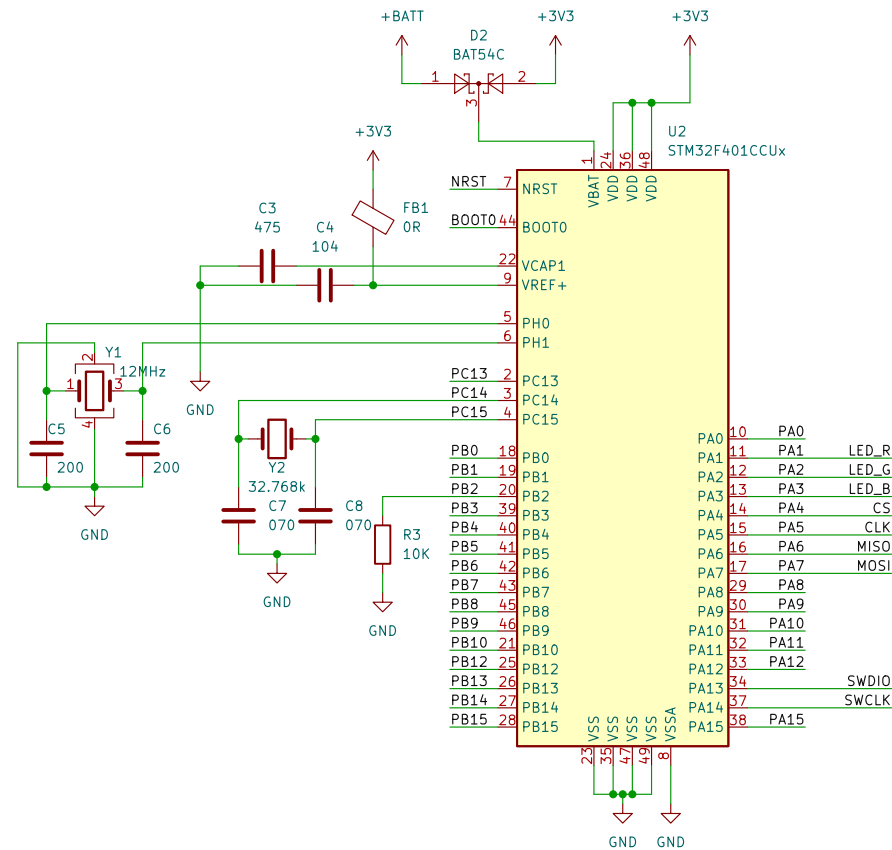 +BATT
+3V3
+3V3
D2
BAT54C
1
2
3
+3V3
U2
STM32F401CCUx
1
24
36
48
VBAT
VDD
VDD
VDD
NRST 7 NRST
BOOT0 44 BOOT0
FB1
0R
C3
475
C4
104
22 VCAP1
9 VREF+
5 PH0
6 PH1
Y1
12MHz
2
1
3
4
GND
PC13 2 PC13
PC14 3 PC14
PC15 4 PC15
C5
200
C6
200
GND
Y2
32.768k
C7
070
C8
070
GND
R3
10K
GND
PB0 18 PB0
PB1 19 PB1
PB2 20 PB2
PB3 39 PB3
PB4 40 PB4
PB5 41 PB5
PB6 42 PB6
PB7 43 PB7
PB8 45 PB8
PB9 46 PB9
PB10 21 PB10
PB12 25 PB12
PB13 26 PB13
PB14 27 PB14
PB15 28 PB15
PA0 10 PA0
PA1 11 PA1 LED_R
PA2 12 PA2 LED_G
PA3 13 PA3 LED_B
PA4 14 PA4 CS
PA5 15 PA5 CLK
PA6 16 PA6 MISO
PA7 17 PA7 MOSI
PA8 29 PA8
PA9 30 PA9
PA10 31 PA10
PA11 32 PA11
PA12 33 PA12
PA13 34 SWDIO
PA14 37 SWCLK
PA15 38 PA15
VSS
VSS
VSS
VSS
VSSA
23
35
47
49
8
GND
GND